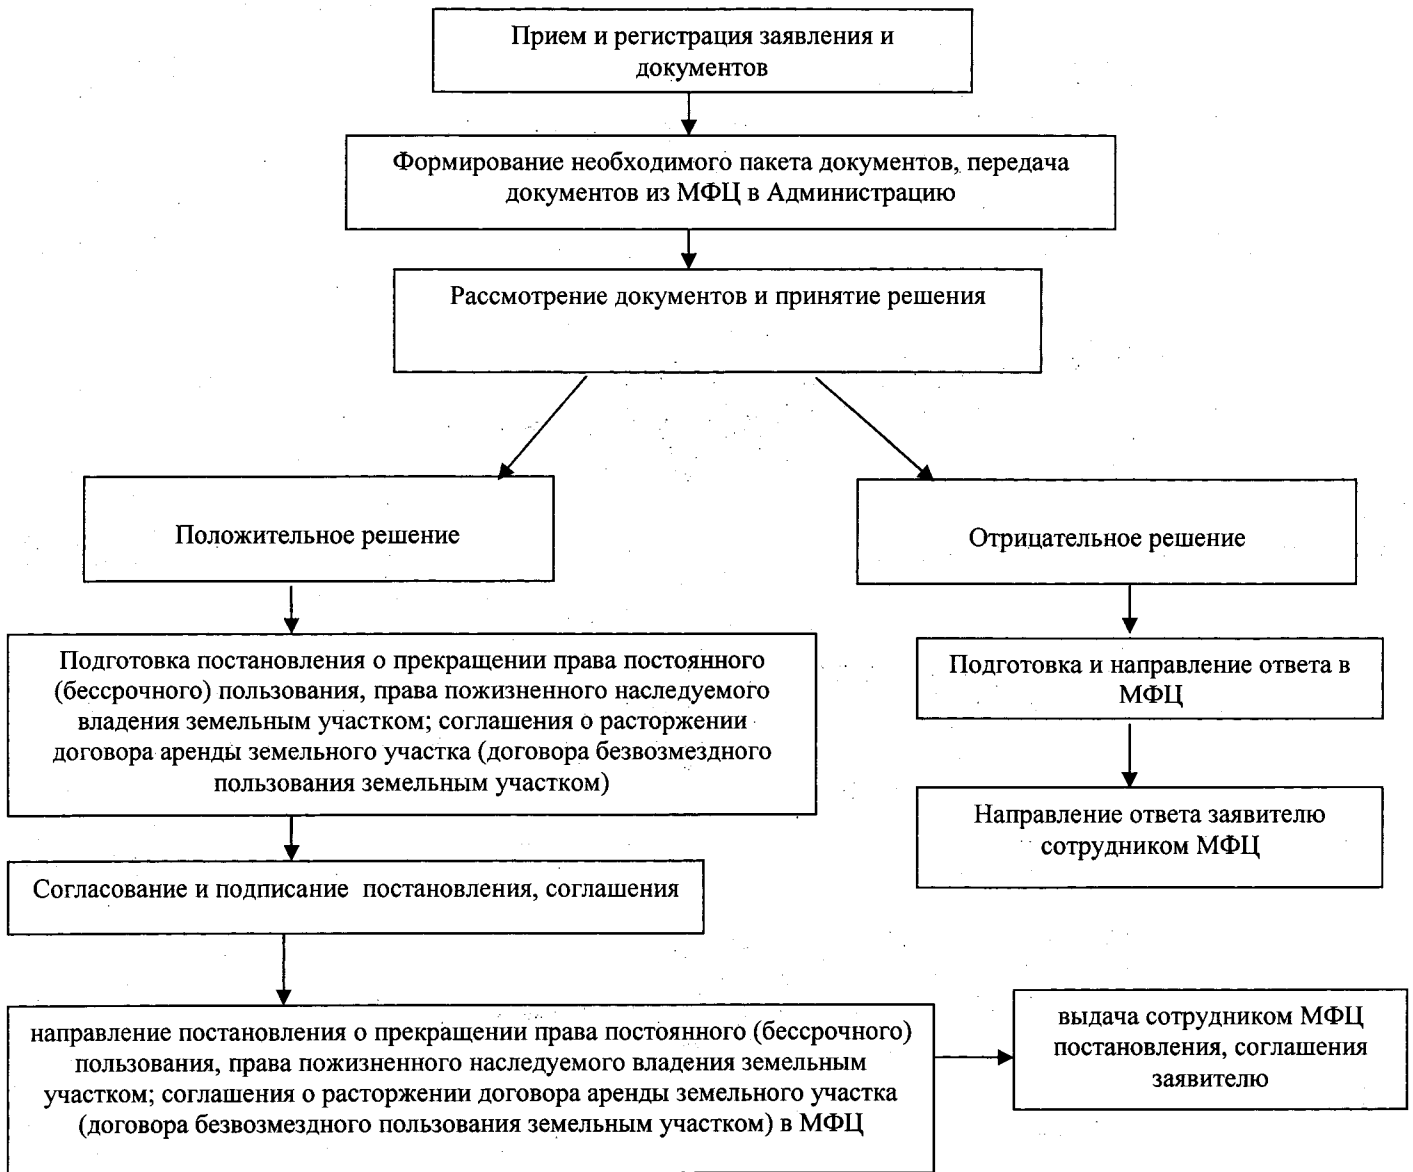 Прием и регистрация заявления и
документов
Формирование необходимого пакета документов, передача
документов из МФЦ в Администрацию
Рассмотрение документов и принятие решения
Положительное решение
Отрицательное решение
Подготовка постановления о прекращении права постоянного
(бессрочного) пользования, права пожизненного наследуемого
владения земельным участком; соглашения о расторжении
договора аренды земельного участка (договора безвозмездного
пользования земельным участком)
Подготовка и направление ответа в
МФЦ
Направление ответа заявителю
сотрудником МФЦ
Согласование и подписание постановления, соглашения
направление постановления о прекращении права постоянного (бессрочного)
пользования, права пожизненного наследуемого владения земельным
участком; соглашения о расторжении договора аренды земельного участка
(договора безвозмездного пользования земельным участком) в МФЦ
выдача сотрудником МФЦ
постановления, соглашения
заявителю